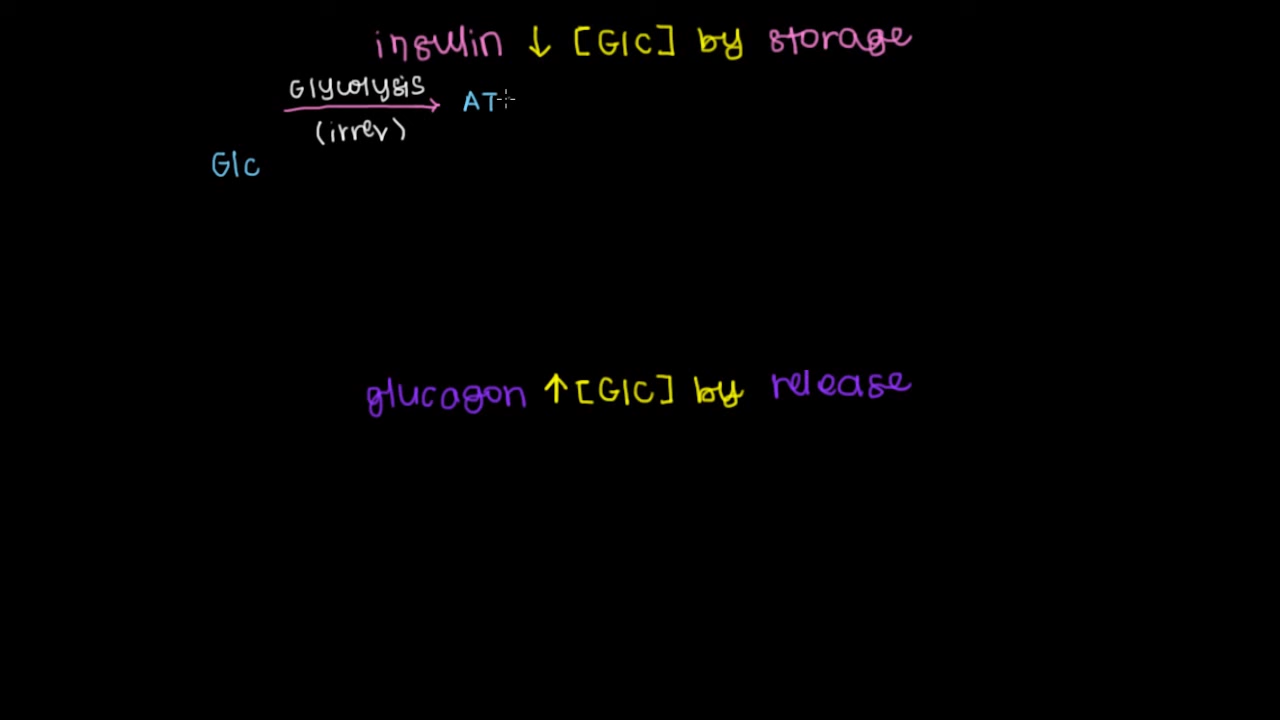 insulin ↓ [Glc] by storage
Glycolysis
AT
(irrev)
Glc
glucagon ↑ [Glc] by release